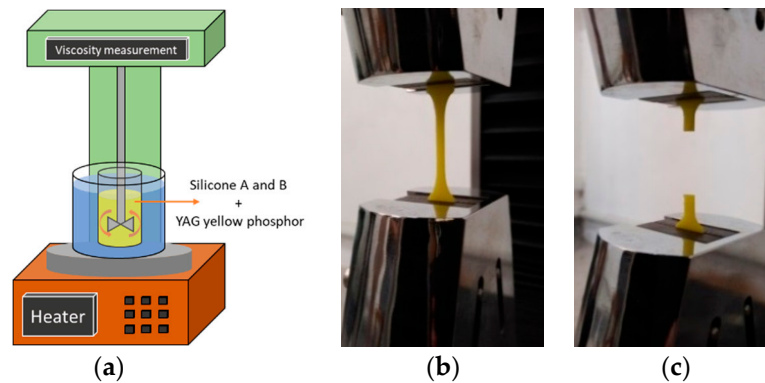 Viscosity measurement
Silicone A and B
+
YAG yellow phosphor
Heater
(a)
(b)
(c)